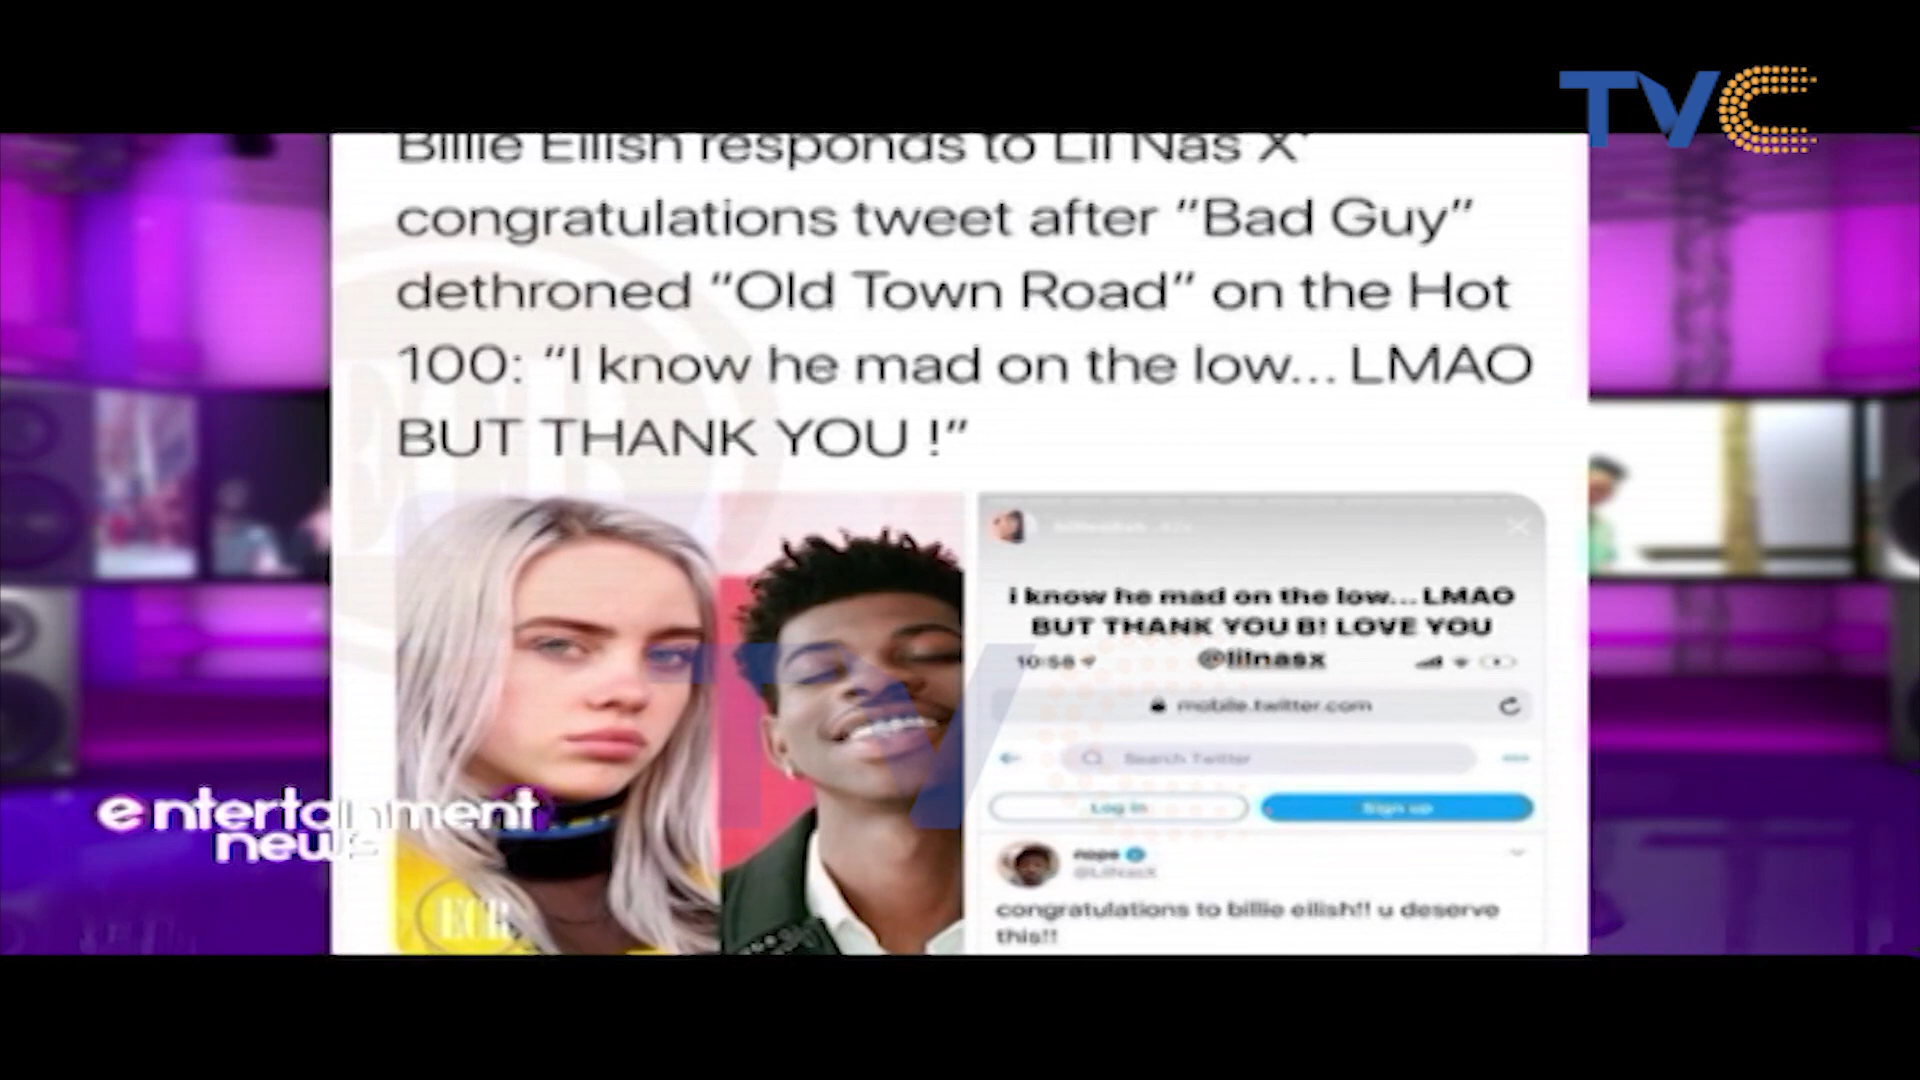 TVC
Billie Eilish responds to Lil Nas X'
congratulations tweet after “Bad Guy”
dethroned “Old Town Road” on the Hot
100: “I know he mad on the low... LMAO
BUT THANK YOU !”
i know he mad on the low... LMAO
BUT THANK YOU B! LOVE YOU
@lilnasx
10:58
mobile.twitter.com
Search Twitter
Log in
Sign up
nope
@LilNasX
congratulations to billie eilish!! u deserve
this!!
entertainment
news
ECR
TVC